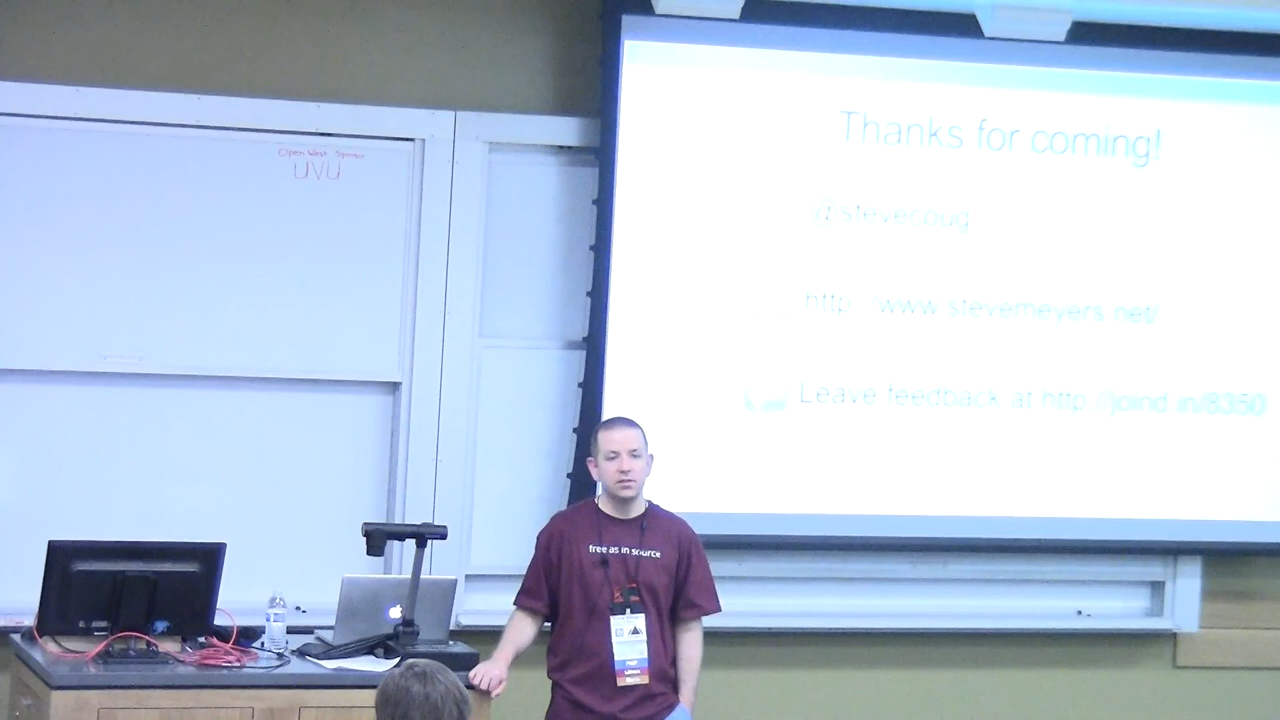 Open West Sponsor
UVU
Thanks for coming!
@stevecoug
http://www.stevemeyers.net/
Leave feedback at http://joind.in/8350
free as in source